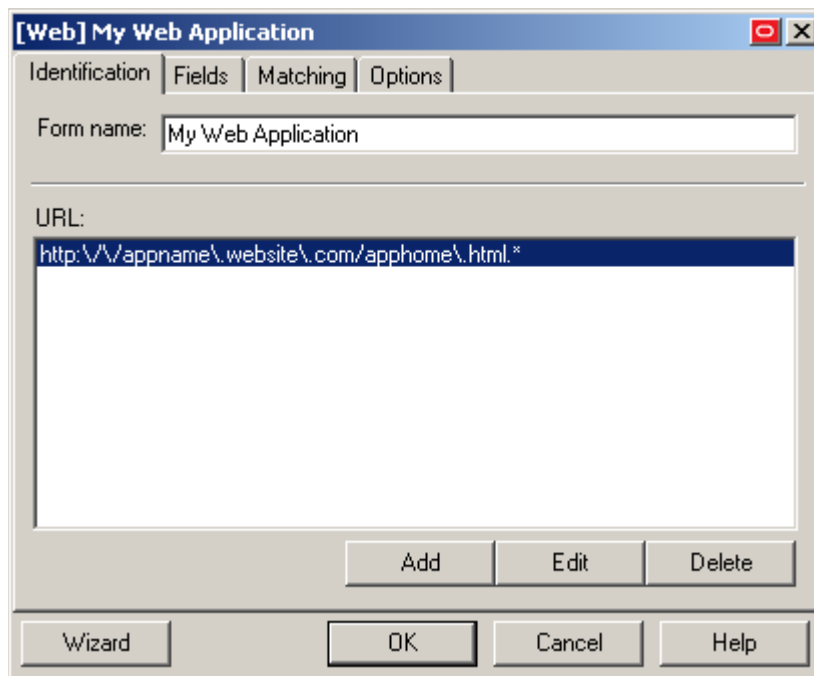 [Web] My Web Application
Identification Fields Matching Options
Form name: My Web Application
URL:
http:\/\/appname\.website\.com/apphome\.html.*
Add Edit Delete
Wizard OK Cancel Help